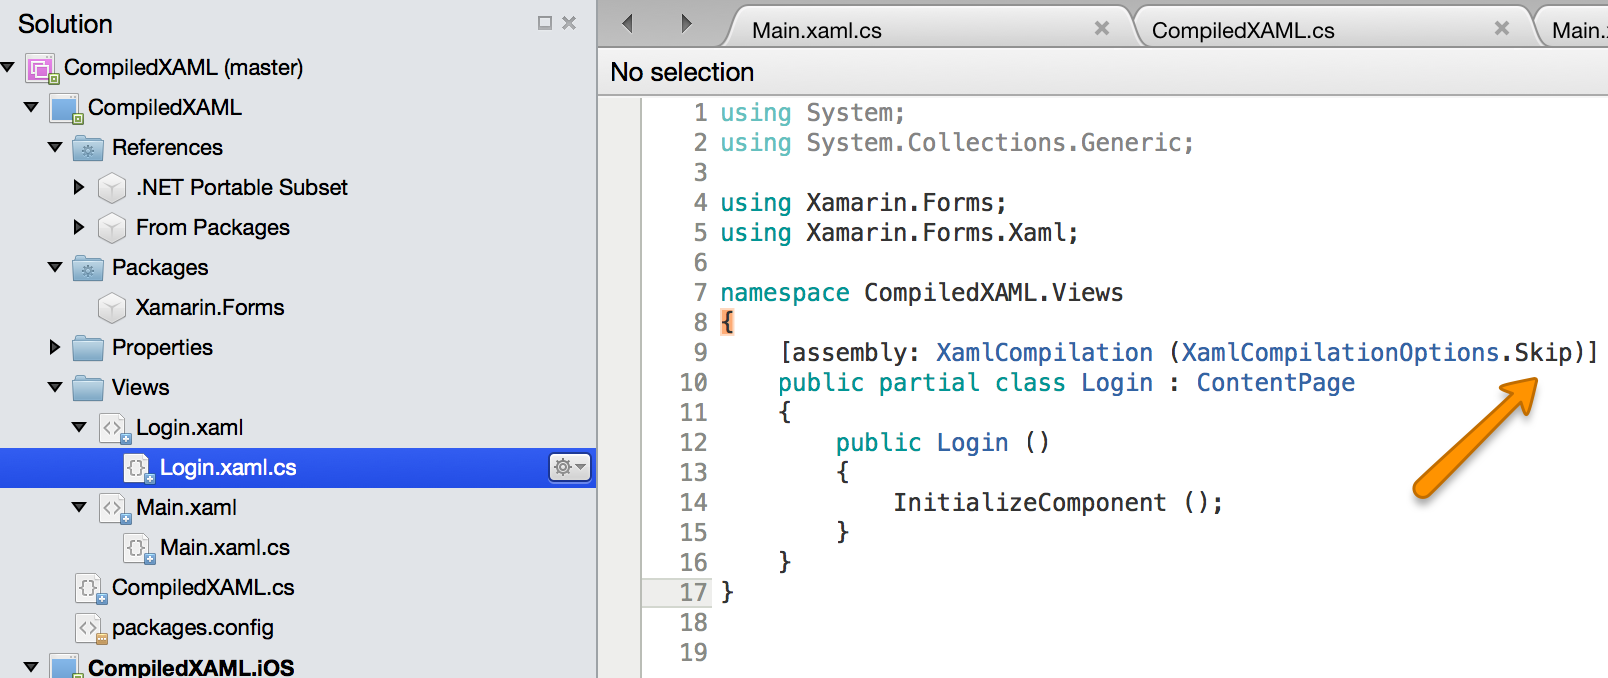 Solution
CompiledXAML (master)
CompiledXAML
References
.NET Portable Subset
From Packages
Packages
Xamarin.Forms
Properties
Views
Login.xaml
Login.xaml.cs
Main.xaml
Main.xaml.cs
CompiledXAML.cs
packages.config
CompiledXAML.iOS
Main.xaml.cs
CompiledXAML.cs
Main.
No selection
1 using System;
2 using System.Collections.Generic;
3
4 using Xamarin.Forms;
5 using Xamarin.Forms.Xaml;
6
7 namespace CompiledXAML.Views
8 {
9 [assembly: XamlCompilation (XamlCompilationOptions.Skip)]
10 public partial class Login : ContentPage
11 {
12 public Login ()
13 {
14 InitializeComponent ();
15 }
16 }
17 }
18
19